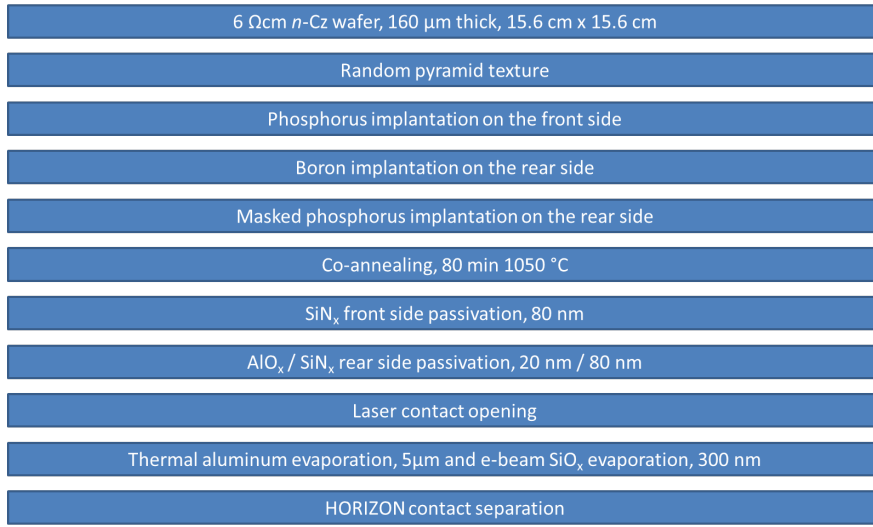 6 Ωcm n-Cz wafer, 160 µm thick, 15.6 cm x 15.6 cm
Random pyramid texture
Phosphorus implantation on the front side
Boron implantation on the rear side
Masked phosphorus implantation on the rear side
Co-annealing, 80 min 1050 °C
SiNx front side passivation, 80 nm
AlOx / SiNx rear side passivation, 20 nm / 80 nm
Laser contact opening
Thermal aluminum evaporation, 5µm and e-beam SiOx evaporation, 300 nm
HORIZON contact separation